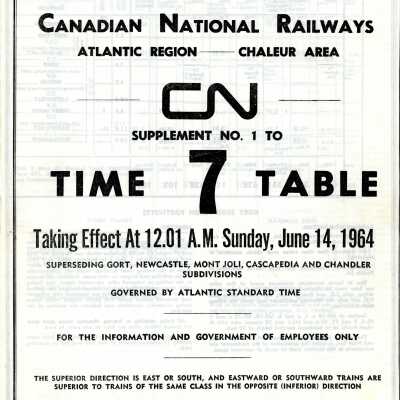 CANADIAN NATIONAL RAILWAYS
ATLANTIC REGION — CHALEUR AREA
CN
SUPPLEMENT NO. 1 TO
TIME 7 TABLE
Taking Effect At 12.01 A.M. Sunday, June 14, 1964
SUPERSEDING GORT, NEWCASTLE, MONT JOLI, CASCAPEDIA AND CHANDLER
SUBDIVISIONS
GOVERNED BY ATLANTIC STANDARD TIME
FOR THE INFORMATION AND GOVERNMENT OF EMPLOYEES ONLY
THE SUPERIOR DIRECTION IS EAST OR SOUTH, AND EASTWARD OR SOUTHWARD TRAINS ARE
SUPERIOR TO TRAINS OF THE SAME CLASS IN THE OPPOSITE (INFERIOR) DIRECTION